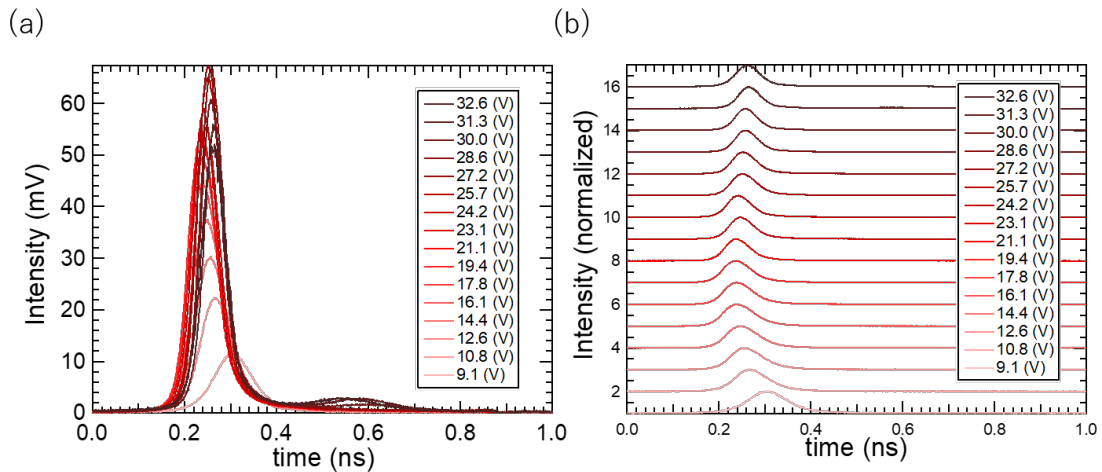 (a)
Intensity (mV)
60
50
40
30
20
10
0
0.0 0.2 0.4 0.6 0.8 1.0
time (ns)
32.6 (V)
31.3 (V)
30.0 (V)
28.6 (V)
27.2 (V)
25.7 (V)
24.2 (V)
23.1 (V)
21.1 (V)
19.4 (V)
17.8 (V)
16.1 (V)
14.4 (V)
12.6 (V)
10.8 (V)
9.1 (V)
(b)
Intensity (normalized)
16
14
12
10
8
6
4
2
0.0 0.2 0.4 0.6 0.8 1.0
time (ns)
32.6 (V)
31.3 (V)
30.0 (V)
28.6 (V)
27.2 (V)
25.7 (V)
24.2 (V)
23.1 (V)
21.1 (V)
19.4 (V)
17.8 (V)
16.1 (V)
14.4 (V)
12.6 (V)
10.8 (V)
9.1 (V)